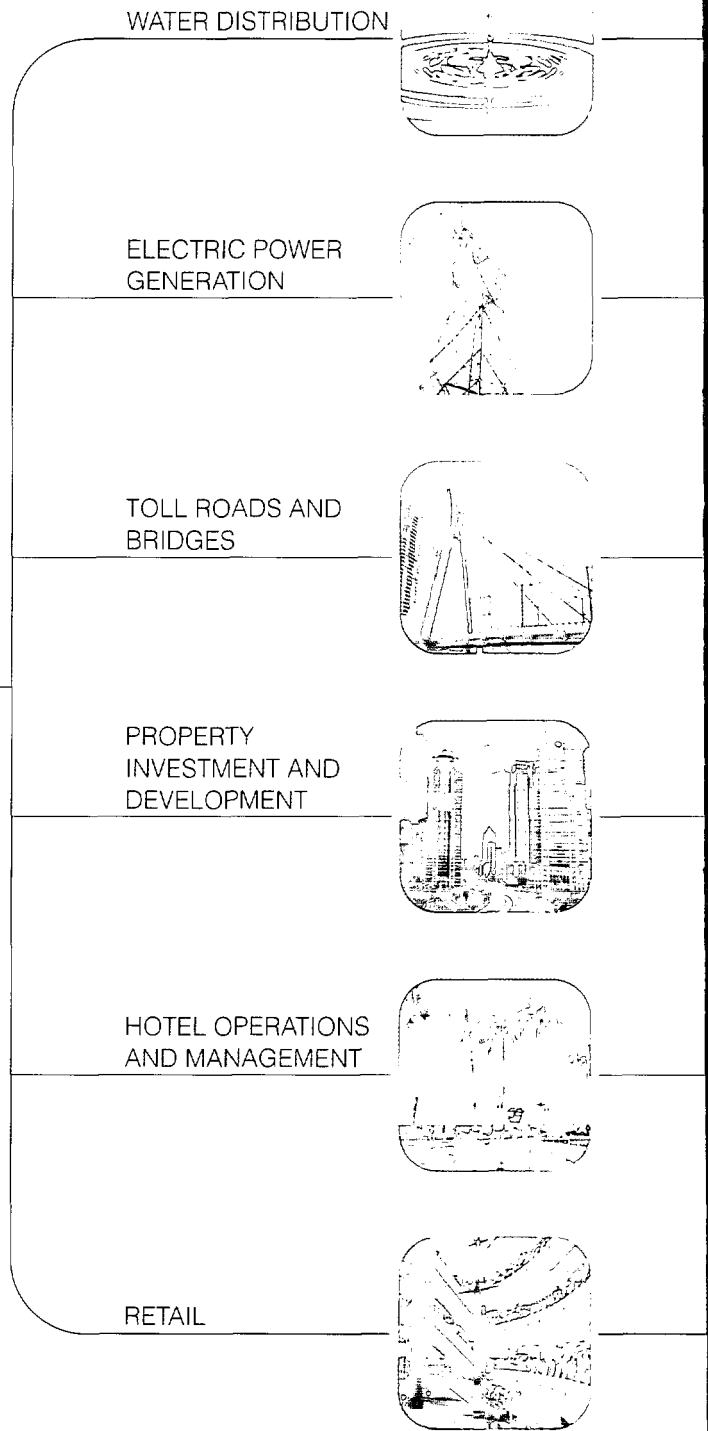 WATER DISTRIBUTION
ELECTRIC POWER
GENERATION
TOLL ROADS AND
BRIDGES
PROPERTY
INVESTMENT AND
DEVELOPMENT
HOTEL OPERATIONS
AND MANAGEMENT
RETAIL